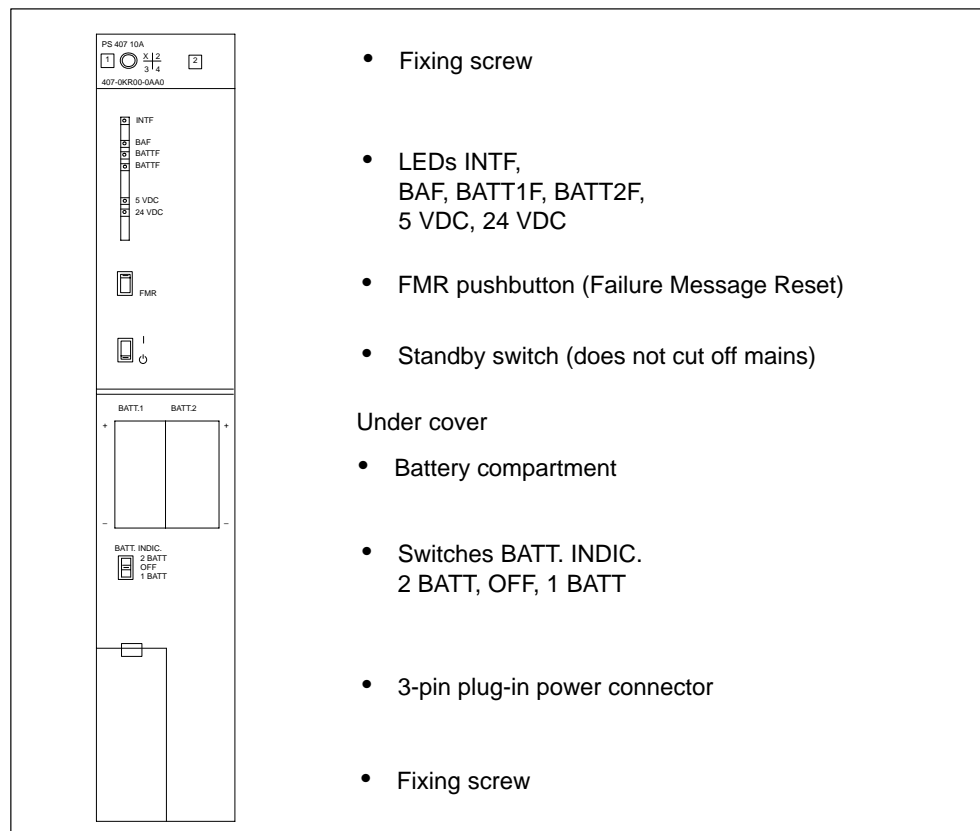 PS 407 10A
1 X 2 2
3 4
407-0KR00-0AA0
INTF
BAF
BATTF
BATTF
5 VDC
24 VDC
FMR
I
BATT.1 BATT.2
+ +
– –
BATT. INDIC.
2 BATT
OFF
1 BATT
• Fixing screw
• LEDs INTF,
BAF, BATT1F, BATT2F,
5 VDC, 24 VDC
• FMR pushbutton (Failure Message Reset)
• Standby switch (does not cut off mains)
Under cover
• Battery compartment
• Switches BATT. INDIC.
2 BATT, OFF, 1 BATT
• 3-pin plug-in power connector
• Fixing screw